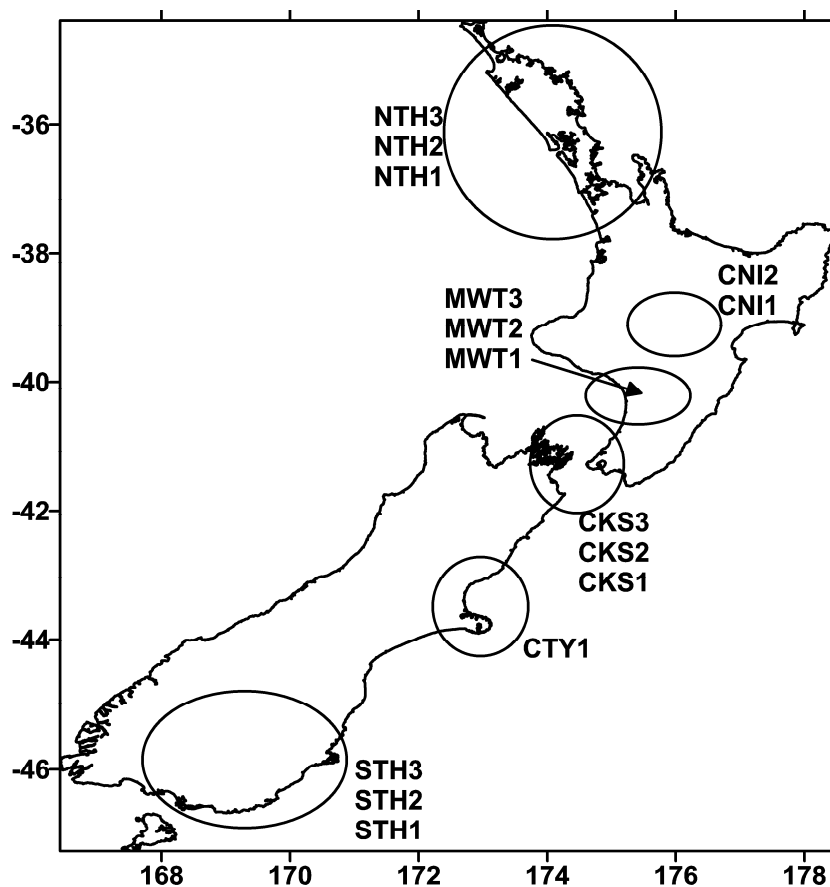 -36
-38
-40
-42
-44
-46
NTH3
NTH2
NTH1
CNI2
CNI1
MWT3
MWT2
MWT1
CKS3
CKS2
CKS1
CTY1
STH3
STH2
STH1
168
170
172
174
176
178